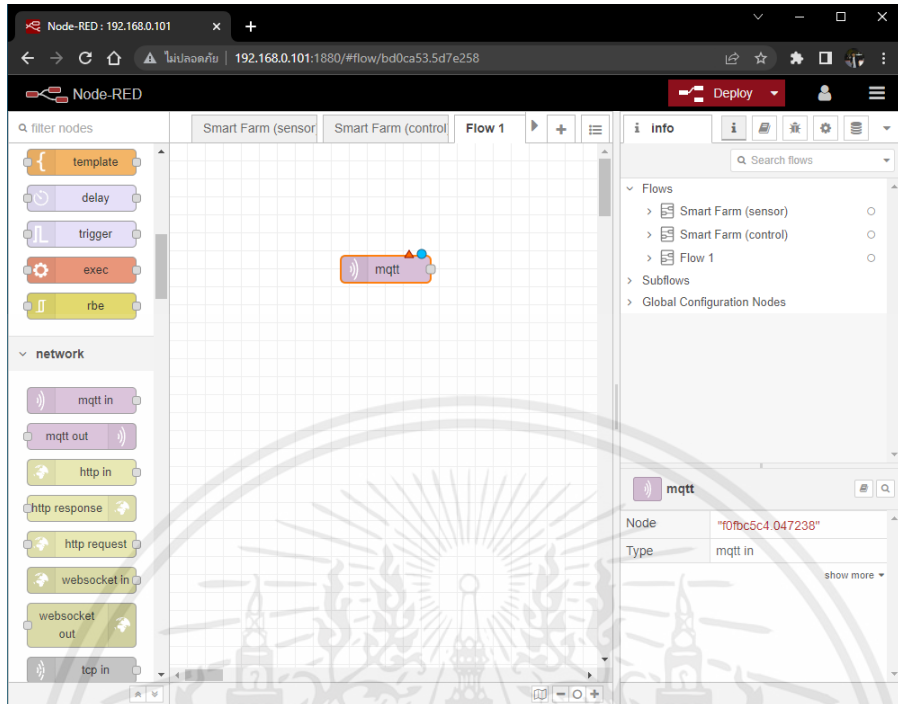 Node-RED : 192.168.0.101
ไม่ปลอดภัย | 192.168.0.101:1880/#flow/bd0ca53.5d7e258
Node-RED
Deploy
filter nodes
Smart Farm (sensor
Smart Farm (control
Flow 1
info
i
Search flows
template
delay
trigger
exec
rbe
network
mqtt in
mqtt out
http in
http response
http request
websocket in
websocket
out
tcp in
mqtt
Flows
Smart Farm (sensor)
Smart Farm (control)
Flow 1
Subflows
Global Configuration Nodes
mqtt
Node "f0fbc5c4.047238"
Type mqtt in
show more